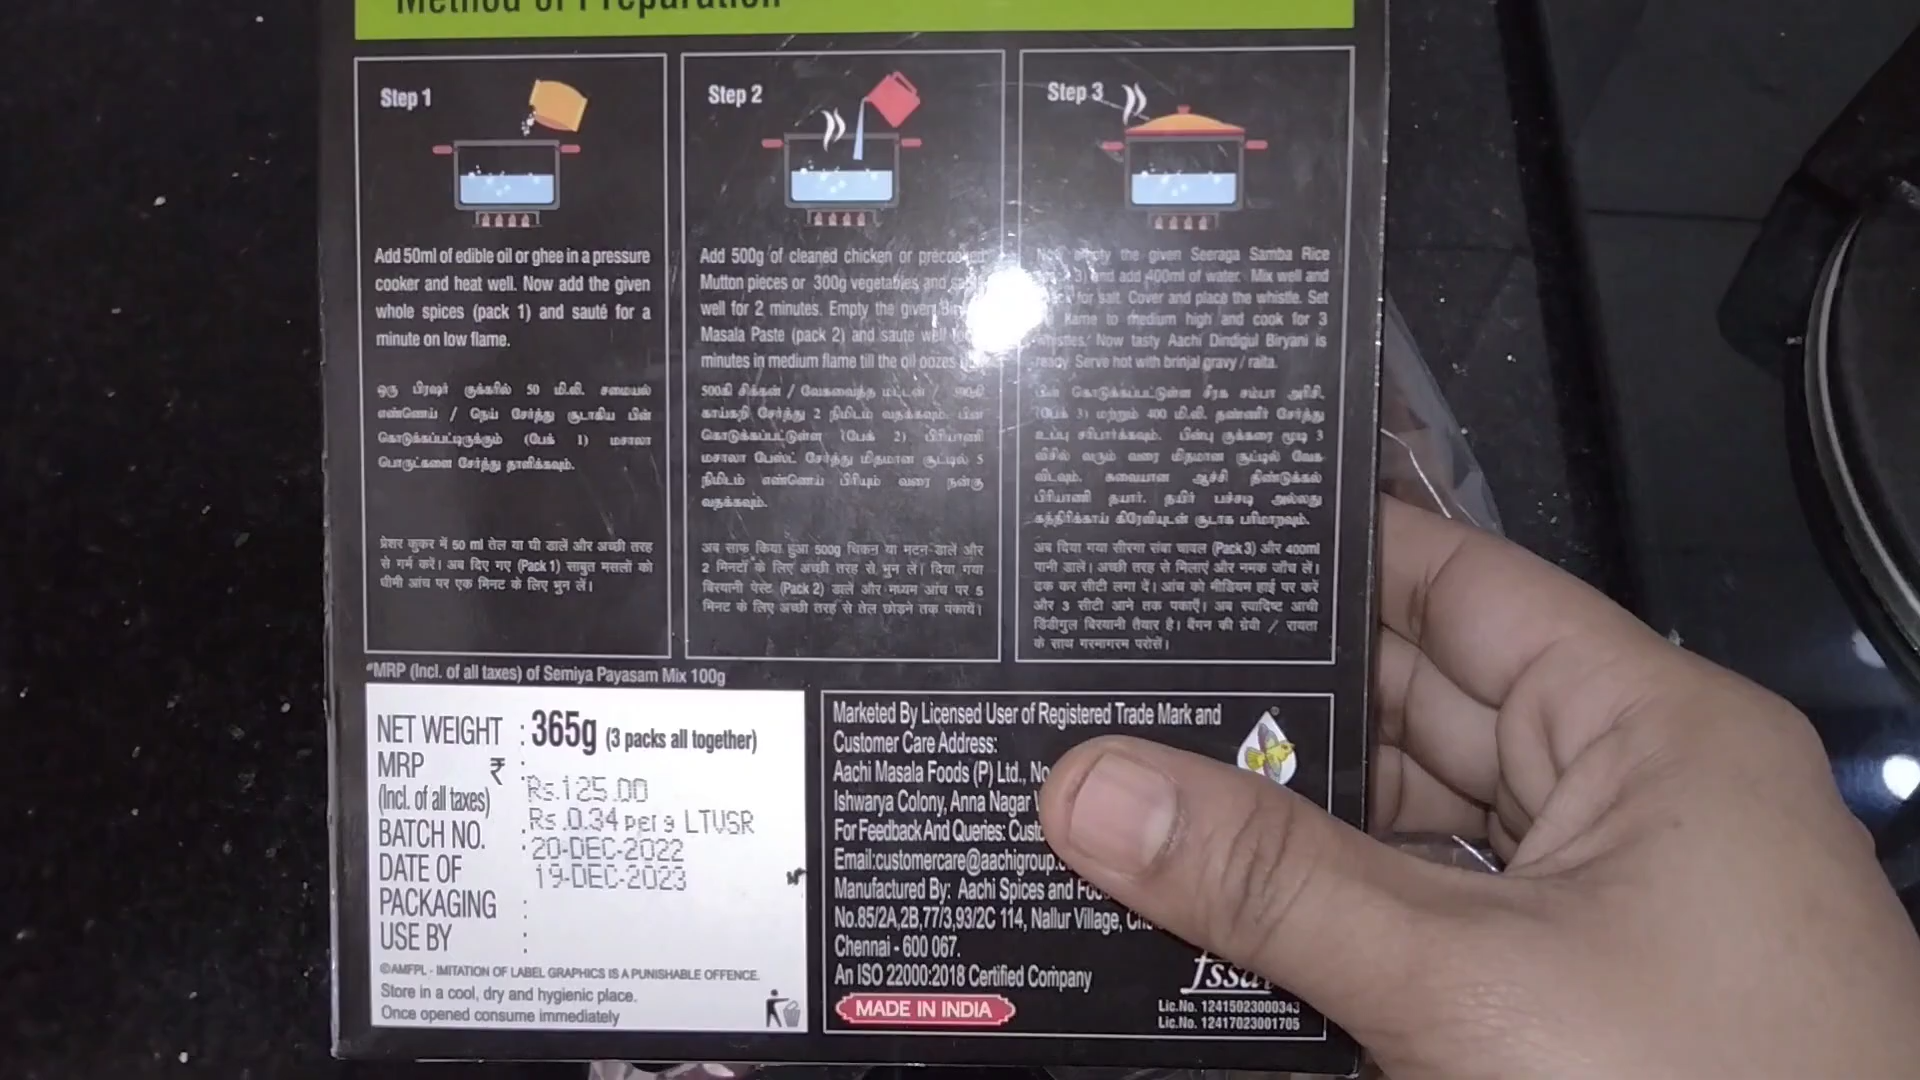 Method of Preparation
Step 1
Add 50ml of edible oil or ghee in a pressure
cooker and heat well. Now add the given
whole spices (pack 1) and sauté for a
minute on low flame.
ஒரு பிரஷர் குக்கரில் 50 மி.லி. சமையல்
எண்ணெய் / நெய் சேர்த்து சூடாகிய பின்
கொடுக்கப்பட்டிருக்கும் (பேக் 1) மசாலா
பொருட்களை சேர்த்து தாளிக்கவும்.
प्रेशर कुकर में 50 ml तेल या घी डालें और अच्छी तरह
से गर्म करें। अब दिए गए (Pack 1) साबुत मसलों को
धीमी आंच पर एक मिनट के लिए भुन लें।
Step 2
Add 500g of cleaned chicken or precooked
Mutton pieces or 300g vegetables and
well for 2 minutes. Empty the given
Masala Paste (pack 2) and saute well
minutes in medium flame till the oil oozes
500கி சிக்கன் / வேகவைத்த மட்டன் /
காய்கறி சேர்த்து 2 நிமிடம் வதக்கவும். பின்
கொடுக்கப்பட்டுள்ள (பேக் 2) பிரியாணி
மசாலா பேஸ்ட் சேர்த்து மிதமான சூட்டில் 5
நிமிடம் எண்ணெய் பிரியும் வரை நன்கு
வதக்கவும்.
अब साफ किया हुआ 500g चिकन या मटन डालें और
2 मिनटों के लिए अच्छी तरह से भुन लें। दिया गया
बिरयानी पेस्ट (Pack 2) डालें और मध्यम आंच पर 5
मिनट के लिए अच्छी तरह से तेल छोड़ने तक पकायें।
Step 3
empty the given Seeraga Samba Rice
3) and add 400ml of water. Mix well and
for salt. Cover and place the whistle. Set
flame to medium high and cook for 3
whistles. Now tasty Aachi Dindigul Biryani is
ready. Serve hot with brinjal gravy / raita.
பின் கொடுக்கப்பட்டுள்ள சீரக சம்பா அரிசி
(பேக் 3) மற்றும் 400 மி.லி. தண்ணீர் சேர்த்து
உப்பு சரிபார்க்கவும். பின்பு குக்கரை மூடி 3
விசில் வரும் வரை மிதமான சூட்டில் வேக
விடவும். சுவையான ஆச்சி திண்டுக்கல்
பிரியாணி தயார். தயிர் பச்சடி அல்லது
கத்திரிக்காய் கிரேவியுடன் சூடாக பரிமாறவும்.
अब दिया गया सीरगा संबा चावल (Pack 3) और 400ml
पानी डालें। अच्छी तरह से मिलाएं और नमक जाँच लें।
ढक कर सीटी लगा दें। आंच को मीडियम हाई पर करें
और 3 सीटी आने तक पकाएँ। अब स्वादिष्ट आची
डिंडीगुल बिरयानी तैयार है। बैंगन की ग्रेवी / रायता
के साथ गरमागरम परोसें।
*MRP (Incl. of all taxes) of Semiya Payasam Mix 100g
NET WEIGHT : 365g (3 packs all together)
MRP ₹ :
(Incl. of all taxes) Rs.125.00
BATCH NO. : Rs.0.34 per g LTVSR
DATE OF : 20-DEC-2022
19-DEC-2023
PACKAGING :
USE BY :
©AMFPL - IMITATION OF LABEL GRAPHICS IS A PUNISHABLE OFFENCE.
Store in a cool, dry and hygienic place.
Once opened consume immediately
Marketed By Licensed User of Registered Trade Mark and
Customer Care Address:
Aachi Masala Foods (P) Ltd., No
Ishwarya Colony, Anna Nagar
For Feedback And Queries:
Email:customercare@aachigroup.
Manufactured By: Aachi Spices and
No.85/2A,2B,77/3,93/2C 114, Nallur Village,
Chennai - 600 067.
An ISO 22000:2018 Certified Company
MADE IN INDIA
fssai
Lic.No. 12415023000343
Lic.No. 12417023001705